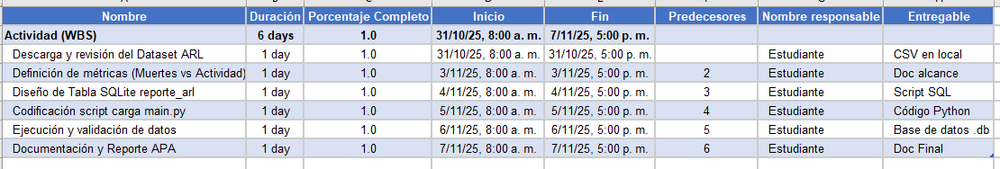 Nombre Duración Porcentaje Completo Inicio Fin Predecesores Nombre responsable Entregable
Actividad (WBS) 6 days 1.0 31/10/25, 8:00 a. m. 7/11/25, 5:00 p. m.
Descarga y revisión del Dataset ARL 1 day 1.0 31/10/25, 8:00 a. m. 31/10/25, 5:00 p. m. Estudiante CSV en local
Definición de métricas (Muertes vs Actividad) 1 day 1.0 3/11/25, 8:00 a. m. 3/11/25, 5:00 p. m. 2 Estudiante Doc alcance
Diseño de Tabla SQLite reporte_arl 1 day 1.0 4/11/25, 8:00 a. m. 4/11/25, 5:00 p. m. 3 Estudiante Script SQL
Codificación script carga main.py 1 day 1.0 5/11/25, 8:00 a. m. 5/11/25, 5:00 p. m. 4 Estudiante Código Python
Ejecución y validación de datos 1 day 1.0 6/11/25, 8:00 a. m. 6/11/25, 5:00 p. m. 5 Estudiante Base de datos .db
Documentación y Reporte APA 1 day 1.0 7/11/25, 8:00 a. m. 7/11/25, 5:00 p. m. 6 Estudiante Doc Final